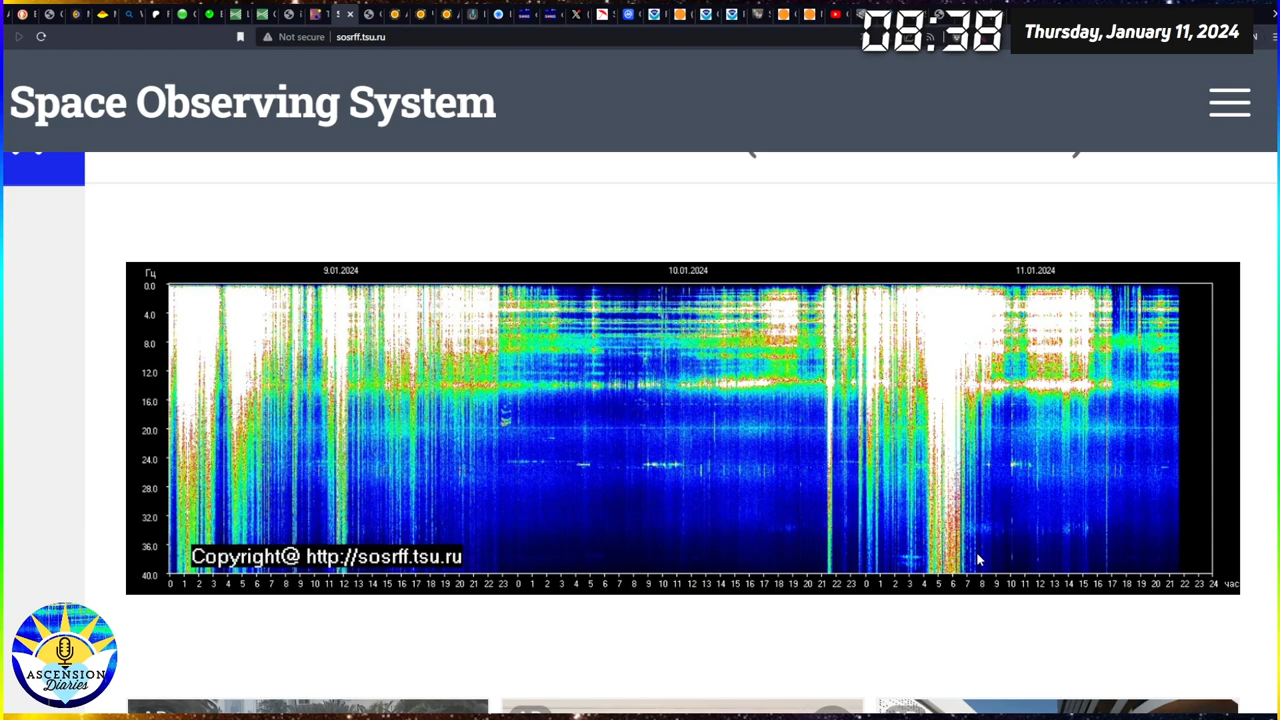 08:38
Thursday, January 11, 2024
Not secure
sosrff.tsu.ru
Space Observing System
Гц
9.01.2024
10.01.2024
11.01.2024
0.0
4.0
8.0
12.0
16.0
20.0
24.0
28.0
32.0
36.0
40.0
Copyright@ http://sosrff.tsu.ru
0 1 2 3 4 5 6 7 8 9 10 11 12 13 14 15 16 17 18 19 20 21 22 23 0 1 2 3 4 5 6 7 8 9 10 11 12 13 14 15 16 17 18 19 20 21 22 23 0 1 2 3 4 5 6 7 8 9 10 11 12 13 14 15 16 17 18 19 20 21 22 23 24 час
ASCENSION
Diaries